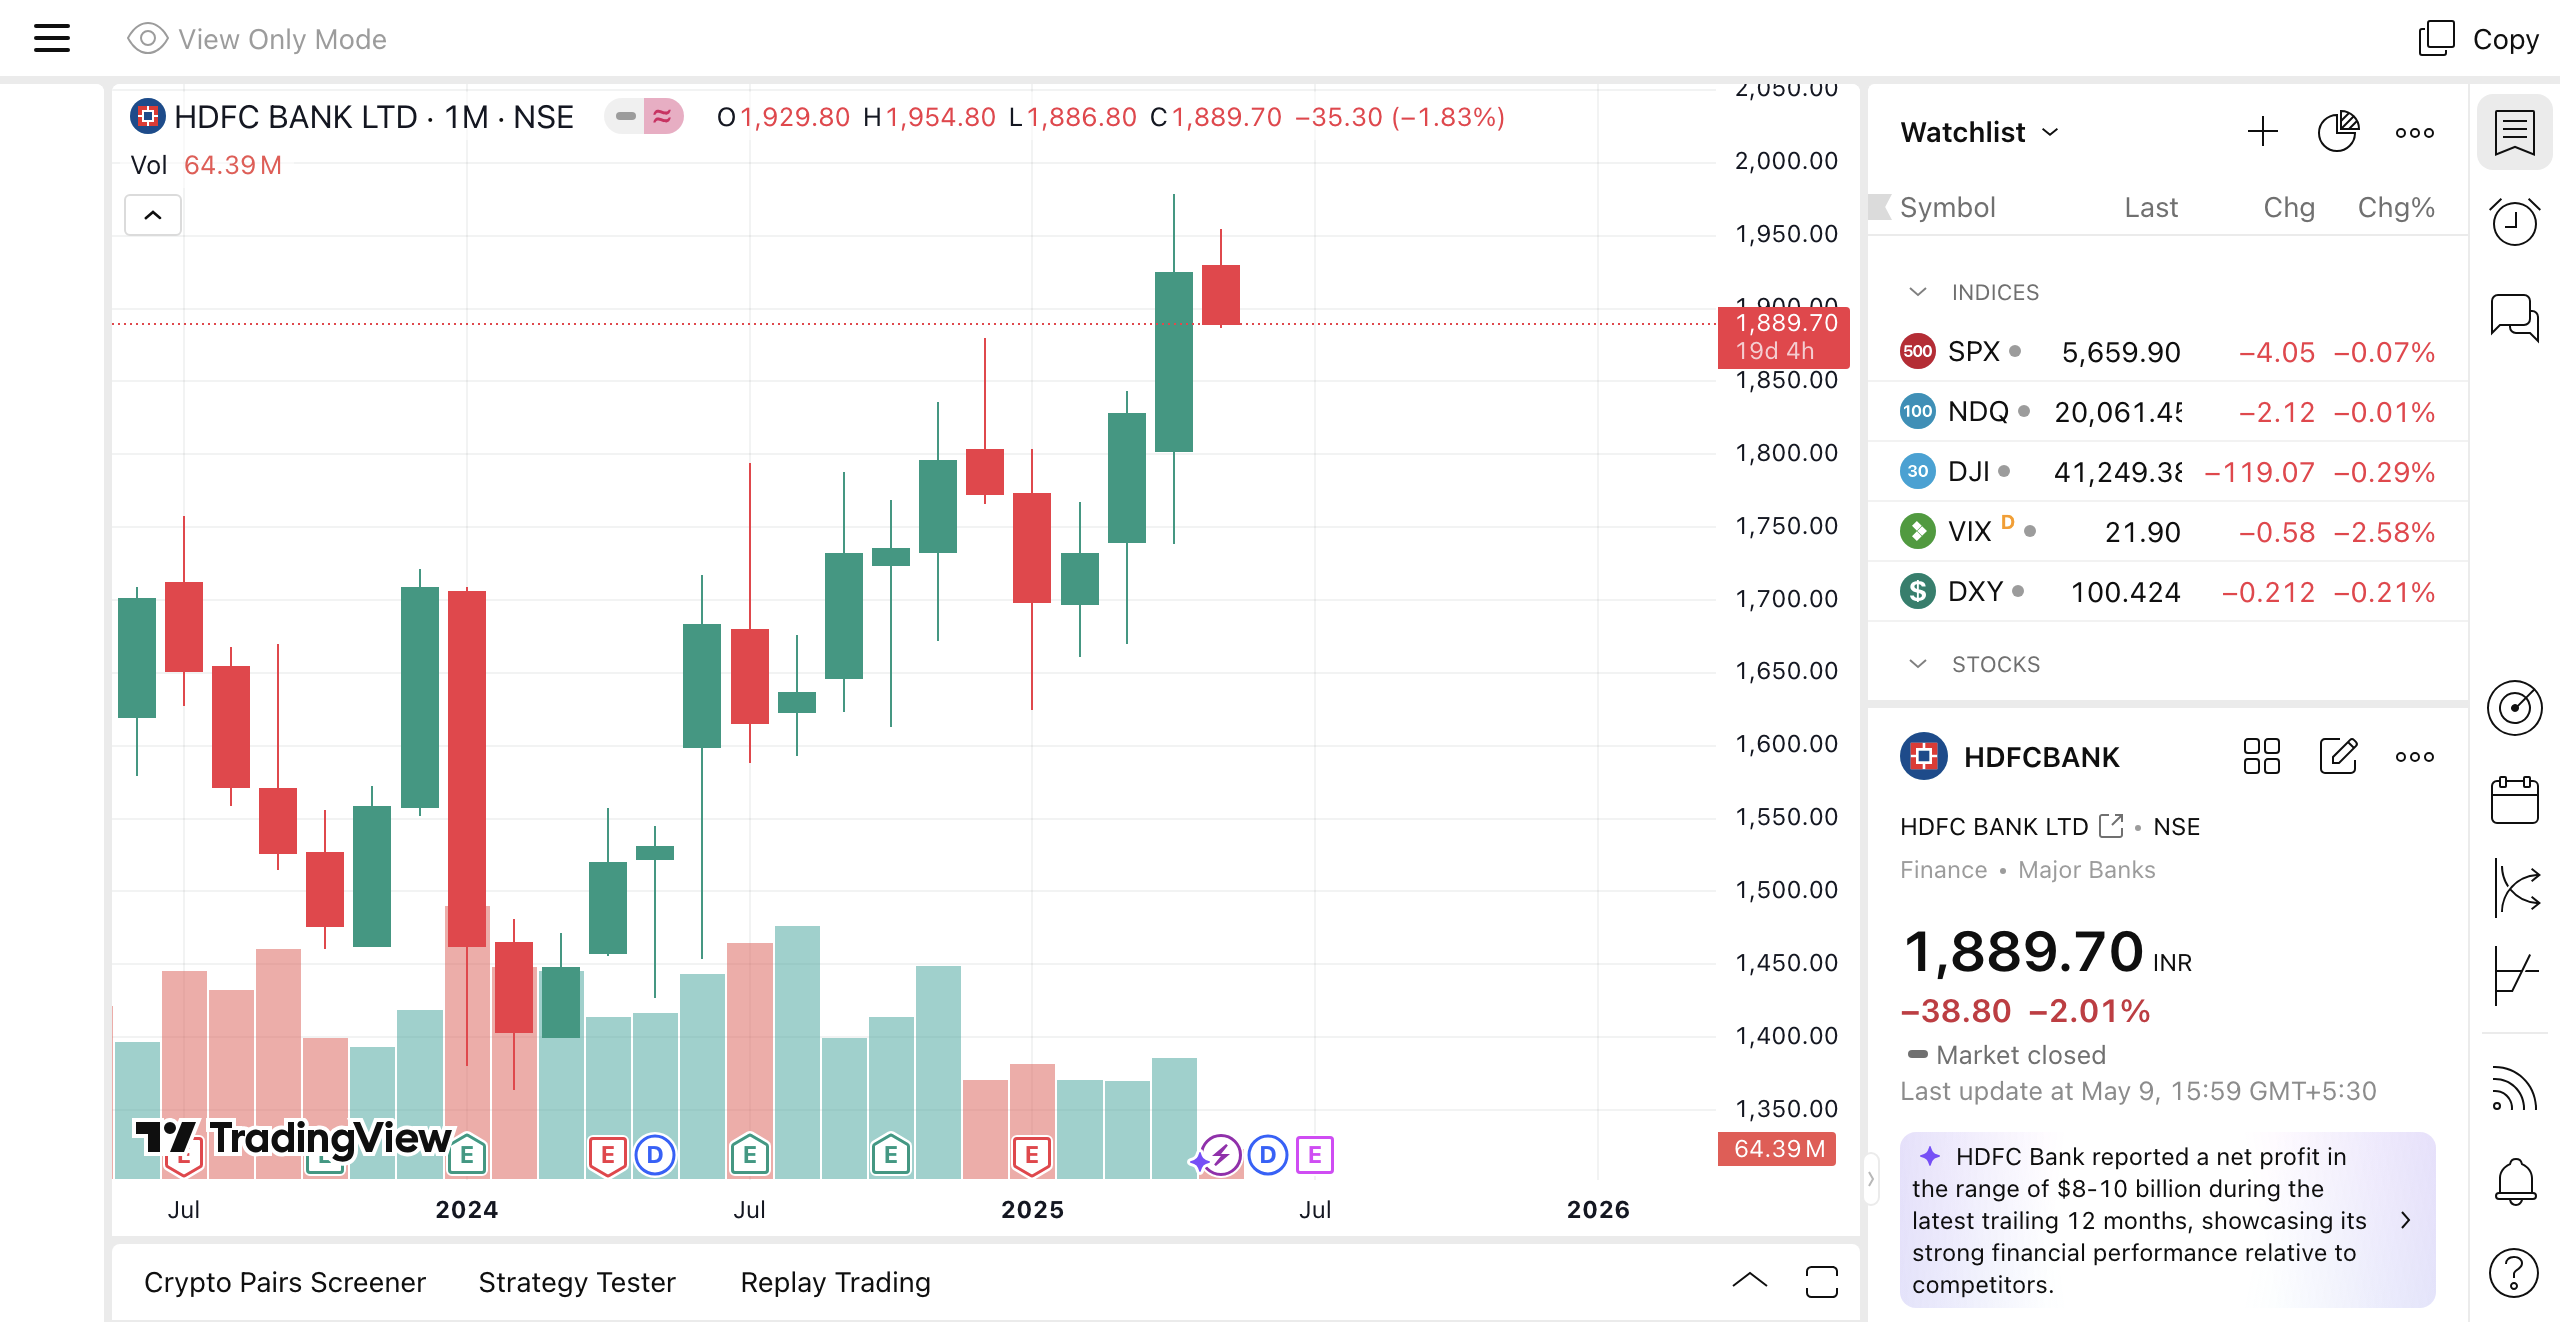 View Only Mode
Copy
HDFC BANK LTD · 1M · NSE O1,929.80 H1,954.80 L1,886.80 C1,889.70 −35.30 (−1.83%)
Vol 64.39 M
2,050.00
2,000.00
1,950.00
1,900.00
1,889.70
19d 4h
1,850.00
1,800.00
1,750.00
1,700.00
1,650.00
1,600.00
1,550.00
1,500.00
1,450.00
1,400.00
1,350.00
64.39 M
TradingView
E E E D E E E D E
Jul 2024 Jul 2025 Jul 2026
Crypto Pairs Screener Strategy Tester Replay Trading
Watchlist
Symbol Last Chg Chg%
INDICES
500 SPX 5,659.90 −4.05 −0.07%
100 NDQ 20,061.45 −2.12 −0.01%
30 DJI 41,249.38 −119.07 −0.29%
VIX D 21.90 −0.58 −2.58%
$ DXY 100.424 −0.212 −0.21%
STOCKS
HDFCBANK
HDFC BANK LTD • NSE
Finance • Major Banks
1,889.70 INR
−38.80 −2.01%
Market closed
Last update at May 9, 15:59 GMT+5:30
HDFC Bank reported a net profit in
the range of $8-10 billion during the
latest trailing 12 months, showcasing its
strong financial performance relative to
competitors.